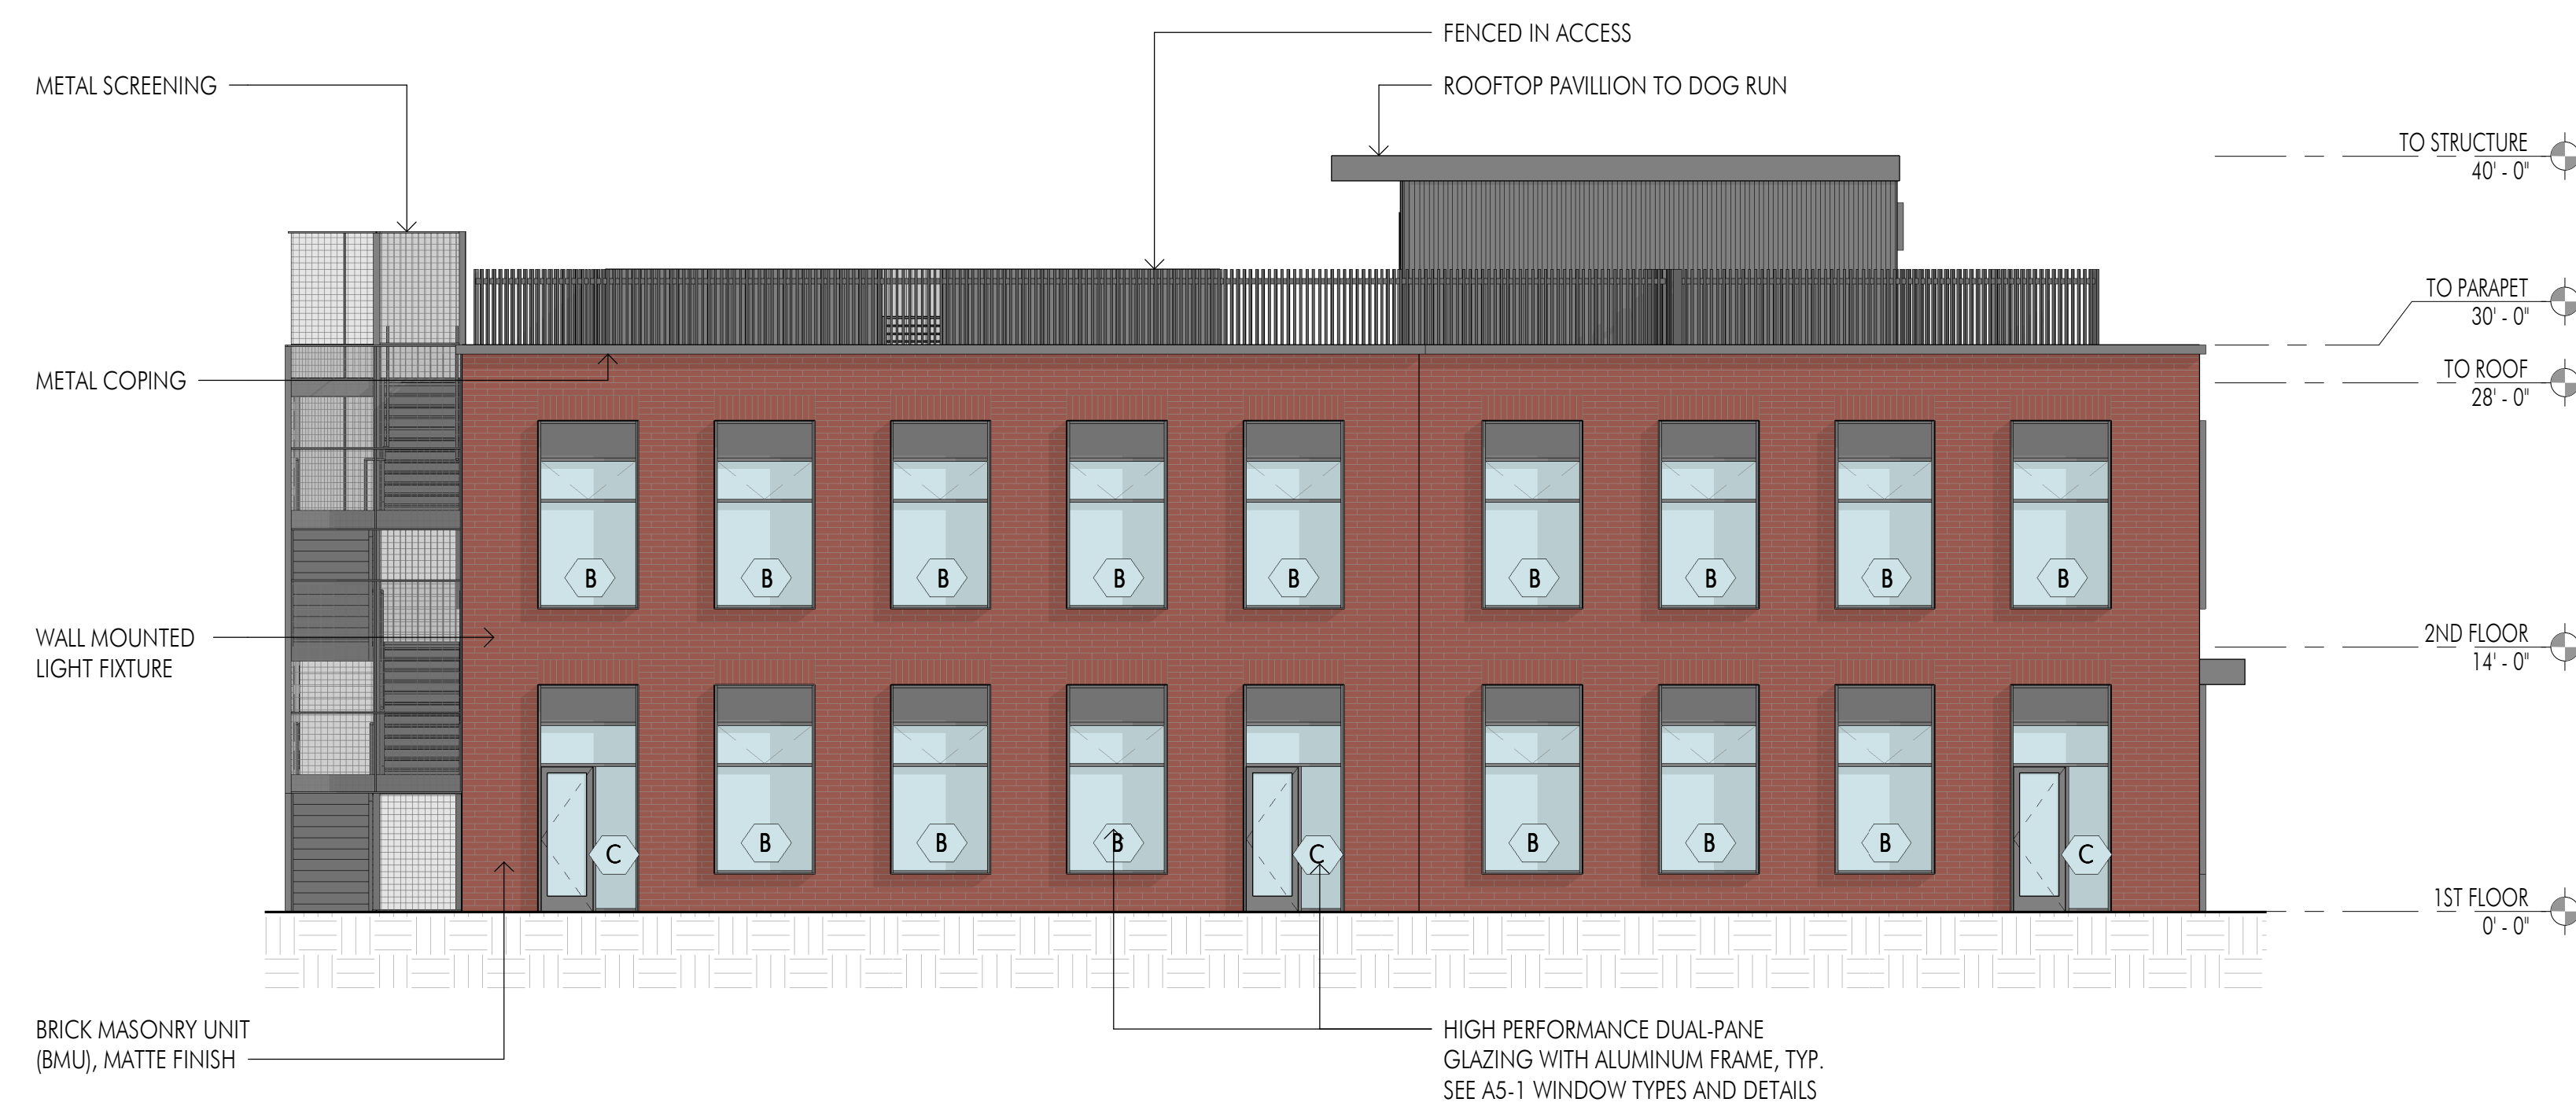 FENCED IN ACCESS
METAL SCREENING
ROOFTOP PAVILLION TO DOG RUN
TO STRUCTURE
40' - 0"
TO PARAPET
30' - 0"
METAL COPING
TO ROOF
28' - 0"
B B B B B B B B B
WALL MOUNTED
LIGHT FIXTURE
2ND FLOOR
14' - 0"
C B B B C B B B C
1ST FLOOR
0' - 0"
BRICK MASONRY UNIT
(BMU), MATTE FINISH
HIGH PERFORMANCE DUAL-PANE
GLAZING WITH ALUMINUM FRAME, TYP.
SEE A5-1 WINDOW TYPES AND DETAILS